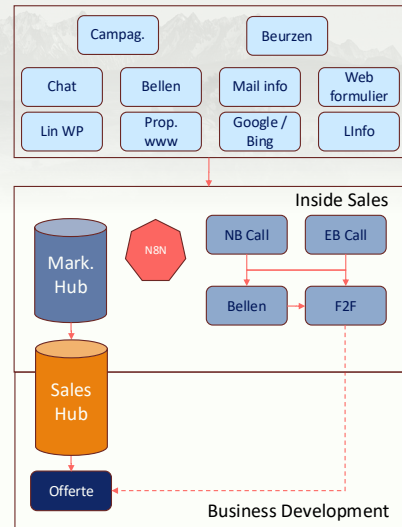 Campag.
Beurzen
Chat
Bellen
Mail info
Web
formulier
Lin WP
Prop.
www
Google /
Bing
LInfo
Inside Sales
Mark.
Hub
N8N
NB Call
EB Call
Bellen
F2F
Sales
Hub
Offerte
Business Development